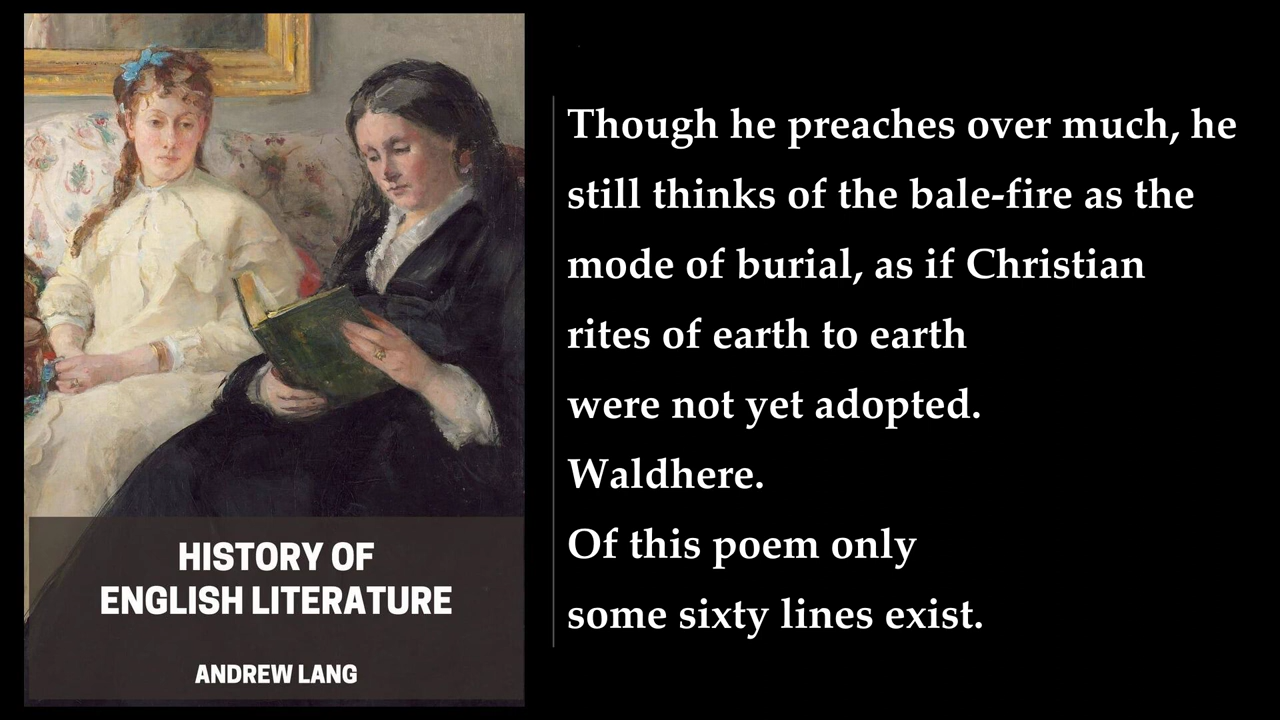 HISTORY OF
ENGLISH LITERATURE
ANDREW LANG
Though he preaches over much, he
still thinks of the bale-fire as the
mode of burial, as if Christian
rites of earth to earth
were not yet adopted.
Waldhere.
Of this poem only
some sixty lines exist.